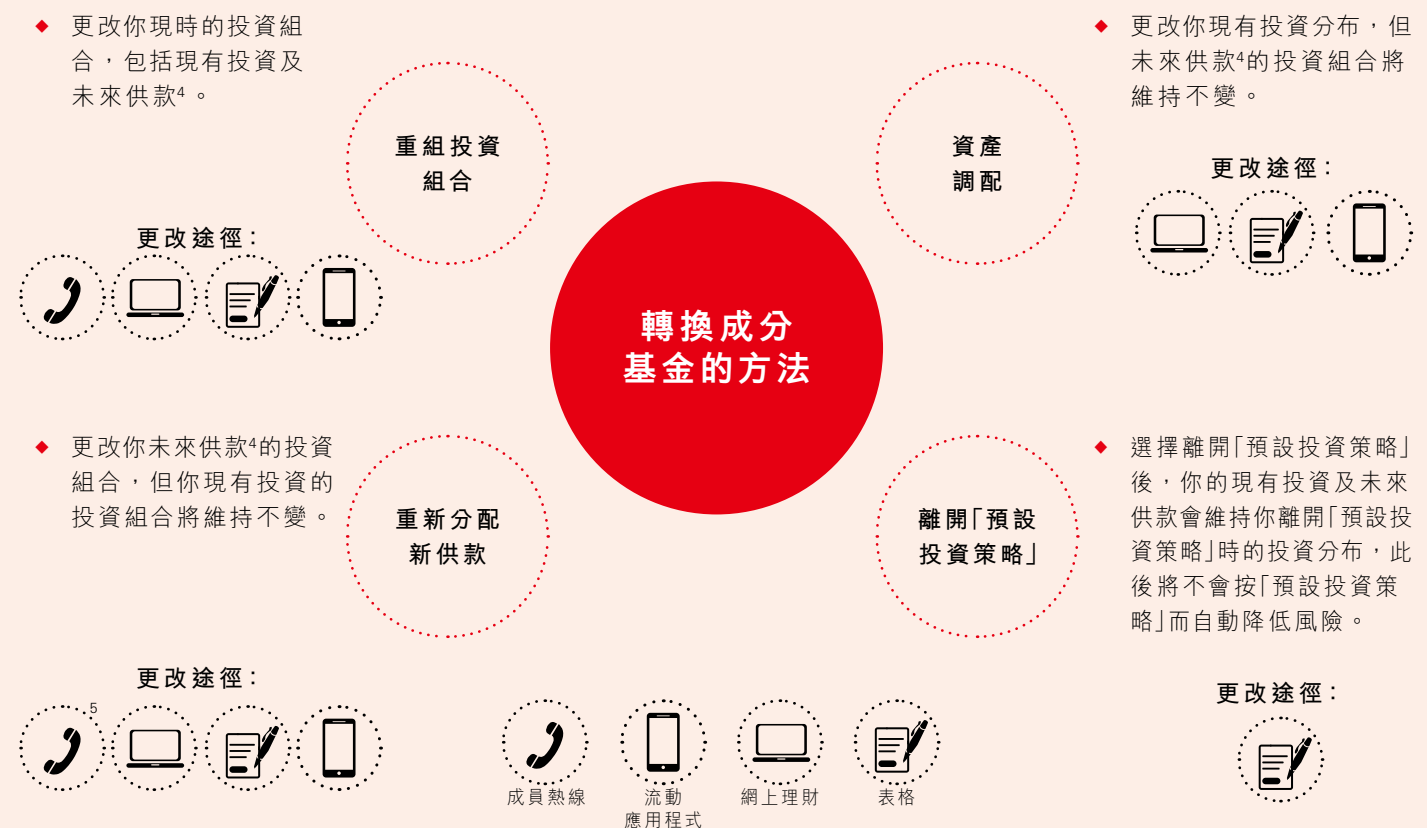 ◆ 更改你現時的投資組
合，包括現有投資及
未來供款4。
重組投資
組合
更改途徑：
◆ 更改你現有投資分布，但
未來供款4的投資組合將
維持不變。
資產
調配
更改途徑：
轉換成分
基金的方法
◆ 更改你未來供款4的投資
組合，但你現有投資的
投資組合將維持不變。
重新分配
新供款
更改途徑：
5
離開「預設
投資策略」
◆ 選擇離開「預設投資策略」
後，你的現有投資及未來
供款會維持你離開「預設投
資策略」時的投資分布，此
後將不會按「預設投資策
略」而自動降低風險。
更改途徑：
成員熱線
流動
應用程式
網上理財
表格